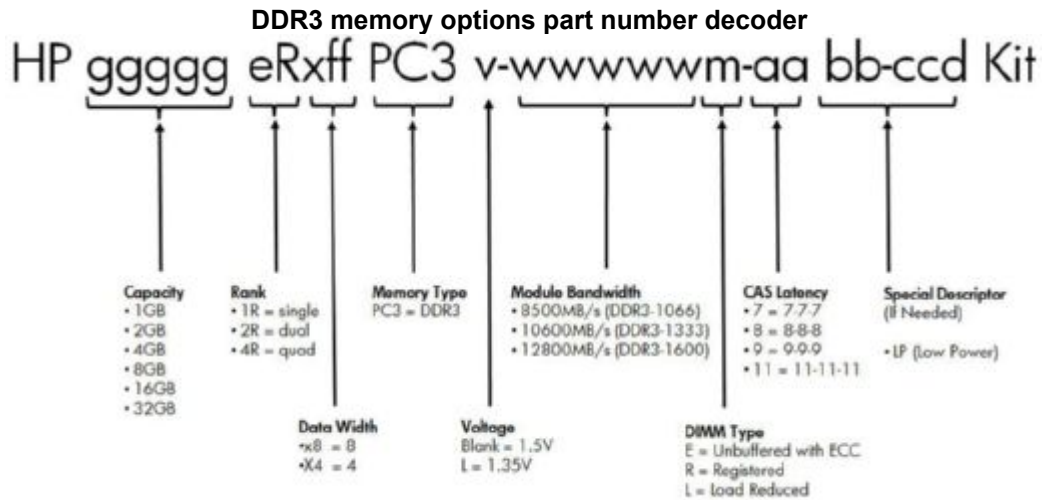 DDR3 memory options part number decoder
HP ggggg eRxff PC3 v-wwwwwm-aa bb-ccd Kit
Capacity
• 1GB
• 2GB
• 4GB
• 8GB
• 16GB
• 32GB
Rank
• 1R = single
• 2R = dual
• 4R = quad
Memory Type
PC3 = DDR3
Module Bandwidth
• 8500MB/s (DDR3-1066)
• 10600MB/s (DDR3-1333)
• 12800MB/s (DDR3-1600)
CAS Latency
• 7 = 7-7-7
• 8 = 8-8-8
• 9 = 9-9-9
• 11 = 11-11-11
Special Descriptor
(If Needed)
• LP (Low Power)
Data Width
•x8 = 8
•X4 = 4
Voltage
Blank = 1.5V
L = 1.35V
DIMM Type
E = Unbuffered with ECC
R = Registered
L = Load Reduced